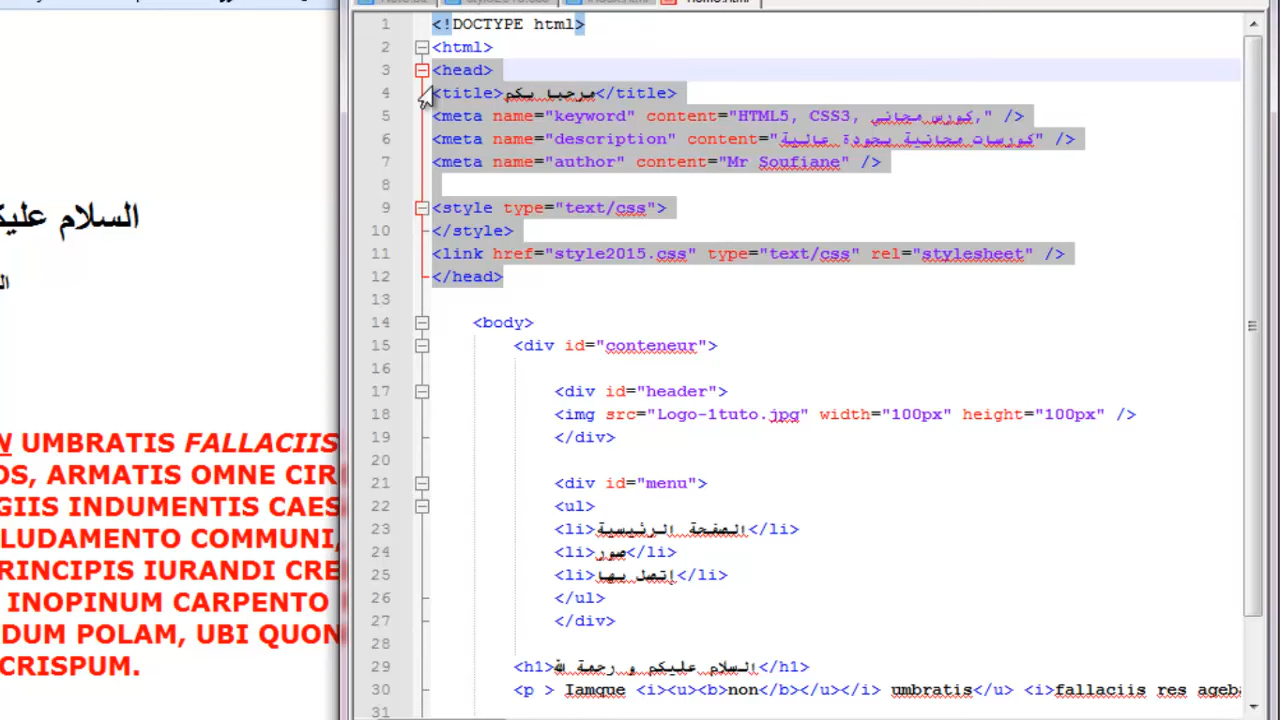 السلام
UMBRATIS FALLACIIS
OS, ARMATIS OMNE CIR
GIIS INDUMENTIS CAES
LUDAMENTO COMMUNI,
RINCIPIS IURANDI CRE
INOPINUM CARPENTO
DUM POLAM, UBI QUON
CRISPUM.
1 <!DOCTYPE html>
2 <html>
3 <head>
4 <title>مرحبا بكم</title>
5 <meta name="keyword" content="HTML5, CSS3, كورس مجاني," />
6 <meta name="description" content="كورسات مجانية بجودة عالية" />
7 <meta name="author" content="Mr Soufiane" />
8
9 <style type="text/css">
10 </style>
11 <link href="style2015.css" type="text/css" rel="stylesheet" />
12 </head>
13
14 <body>
15 <div id="conteneur">
16
17 <div id="header">
18 <img src="Logo-1tuto.jpg" width="100px" height="100px" />
19 </div>
20
21 <div id="menu">
22 <ul>
23 <li>الصفحة الرئيسية</li>
24 <li>صور</li>
25 <li>إتصل بنا</li>
26 </ul>
27 </div>
28
29 <h1>السلام عليكم و رحمة الله</h1>
30 <p > Iamque <i><u><b>non</b></u></i> umbratis</u> <i>fallaciis res ageb
31